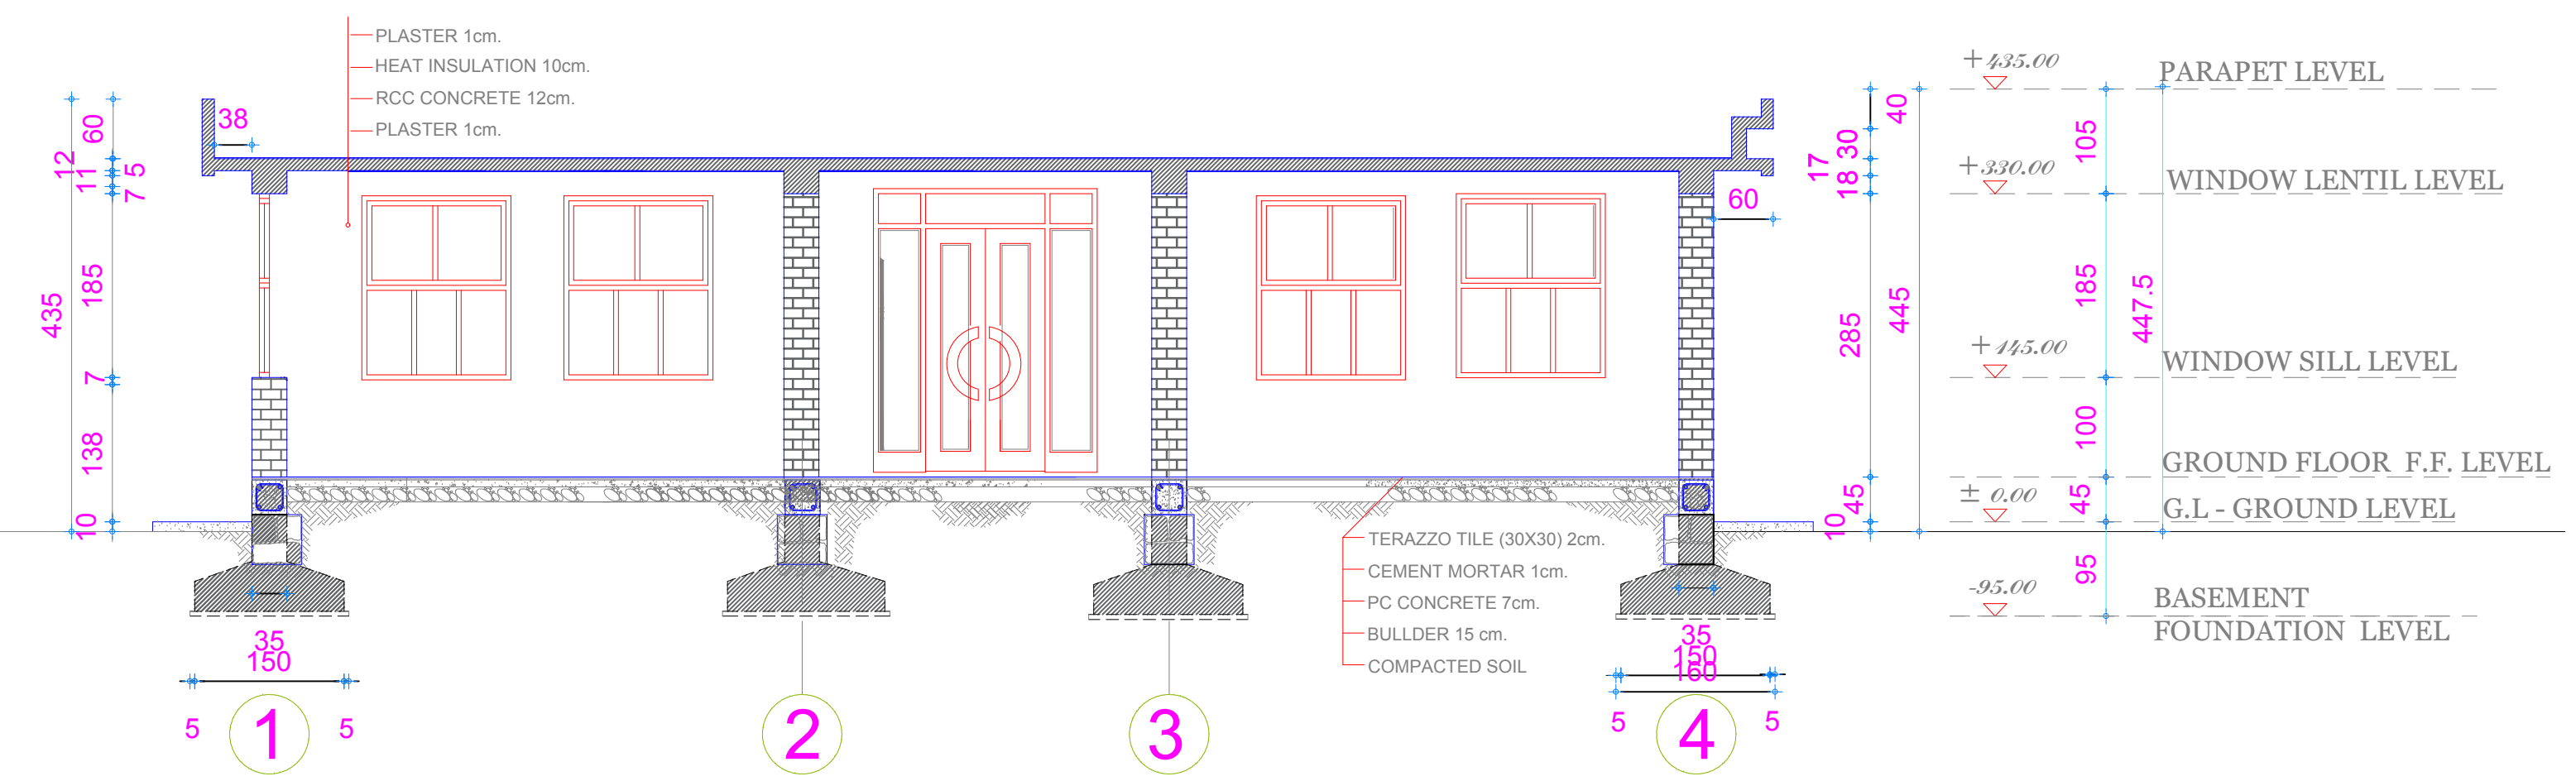 PLASTER 1cm.
HEAT INSULATION 10cm.
RCC CONCRETE 12cm.
PLASTER 1cm.
38
60
12
11
5
7
185
435
7
138
10
40
30
17
18
60
285
445
45
10
+435.00
PARAPET LEVEL
105
+330.00
WINDOW LENTIL LEVEL
185
447.5
+145.00
WINDOW SILL LEVEL
100
GROUND FLOOR F.F. LEVEL
± 0.00
45
G.L - GROUND LEVEL
95
-95.00
BASEMENT
FOUNDATION LEVEL
TERAZZO TILE (30X30) 2cm.
CEMENT MORTAR 1cm.
PC CONCRETE 7cm.
BULLDER 15 cm.
COMPACTED SOIL
35
150
5
5
35
150
160
5
5
1
2
3
4